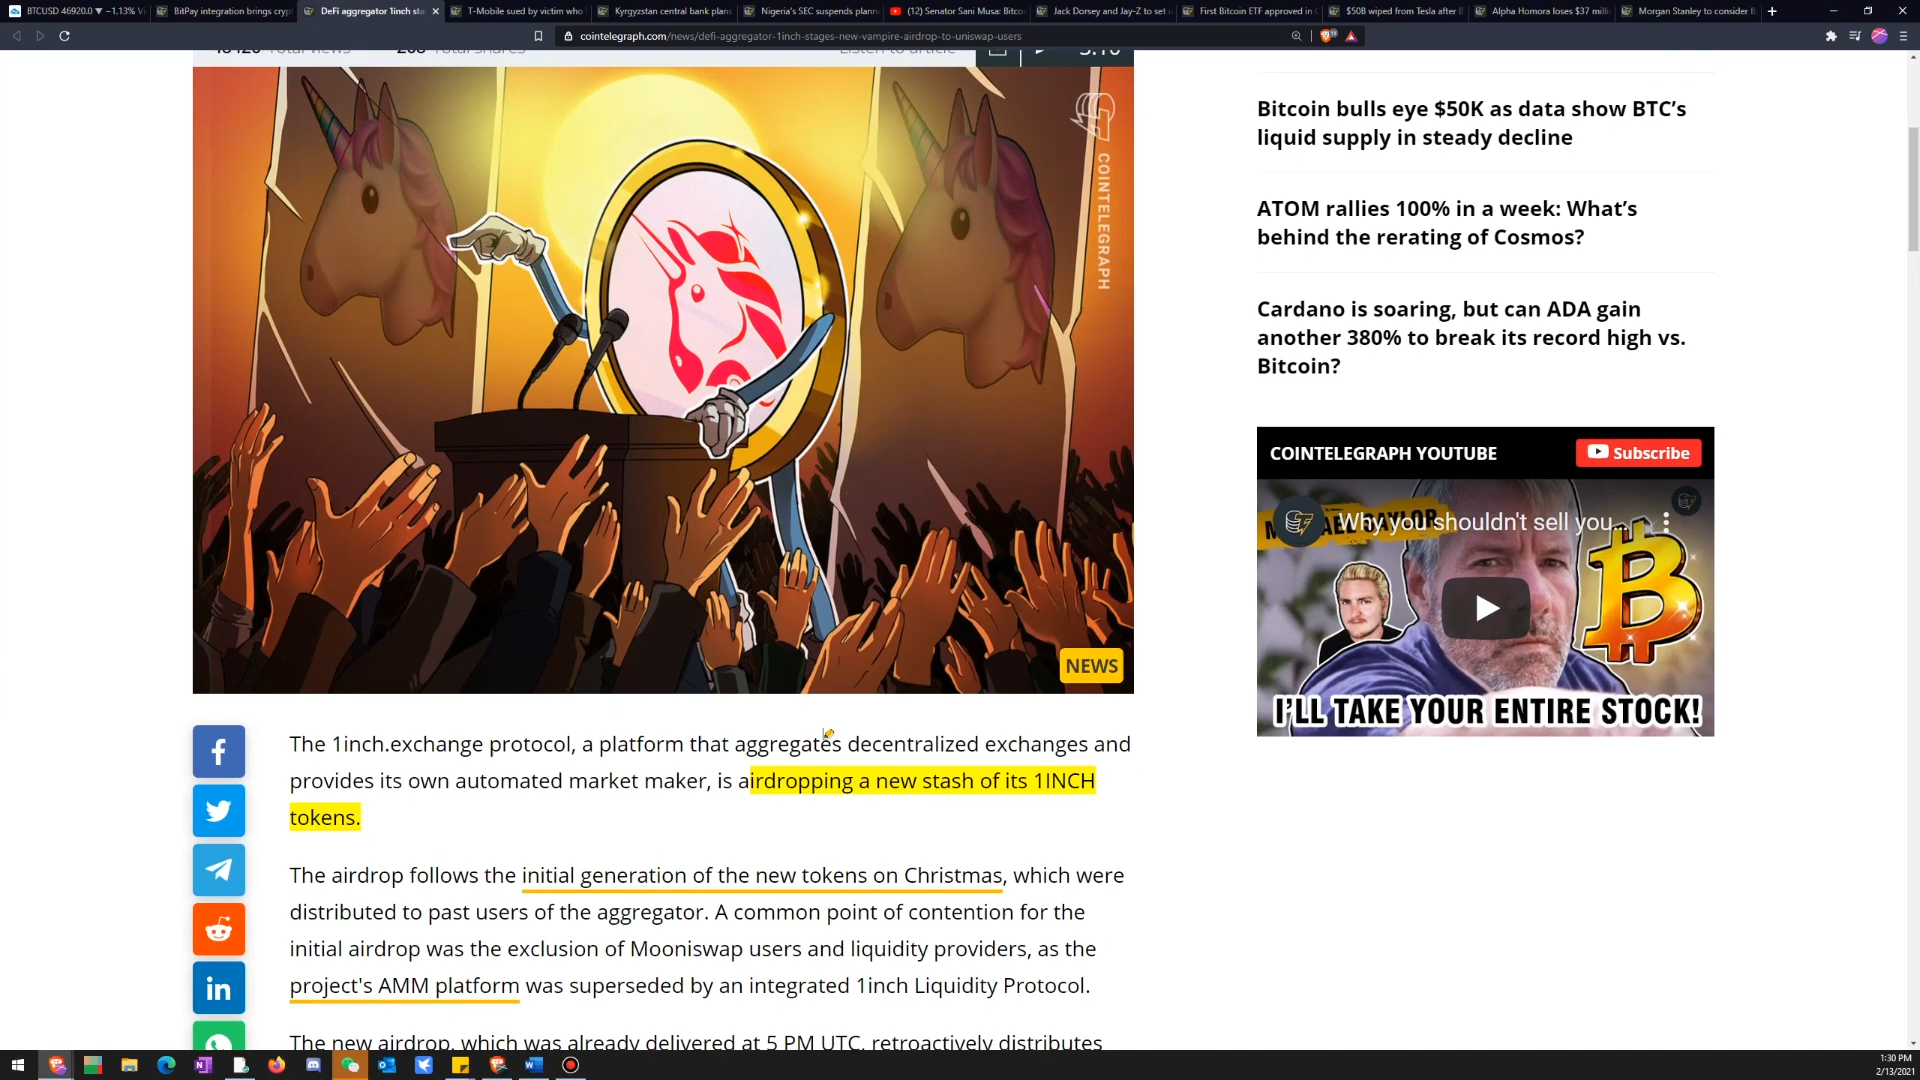 BTCUSD 46920.0 ▼ −1.13% V
BitPay integration brings crypt
DeFi aggregator 1inch sta
T-Mobile sued by victim who
Kyrgyzstan central bank plans
Nigeria's SEC suspends plann
(12) Senator Sani Musa: Bitco
Jack Dorsey and Jay-Z to set u
First Bitcoin ETF approved in
$50B wiped from Tesla after B
Alpha Homora loses $37 milli
Morgan Stanley to consider B
cointelegraph.com/news/defi-aggregator-1inch-stages-new-vampire-airdrop-to-uniswap-users
Total views
Total shares
Listen to article
COINTELEGRAPH
NEWS
The 1inch.exchange protocol, a platform that aggregates decentralized exchanges and
provides its own automated market maker, is airdropping a new stash of its 1INCH
tokens.
The airdrop follows the initial generation of the new tokens on Christmas, which were
distributed to past users of the aggregator. A common point of contention for the
initial airdrop was the exclusion of Mooniswap users and liquidity providers, as the
project's AMM platform was superseded by an integrated 1inch Liquidity Protocol.
The new airdrop, which was already delivered at 5 PM UTC, retroactively distributes
Bitcoin bulls eye $50K as data show BTC’s
liquid supply in steady decline
ATOM rallies 100% in a week: What’s
behind the rerating of Cosmos?
Cardano is soaring, but can ADA gain
another 380% to break its record high vs.
Bitcoin?
COINTELEGRAPH YOUTUBE
Subscribe
Why you shouldn't sell you...
I'LL TAKE YOUR ENTIRE STOCK!
1:30 PM
2/13/2021